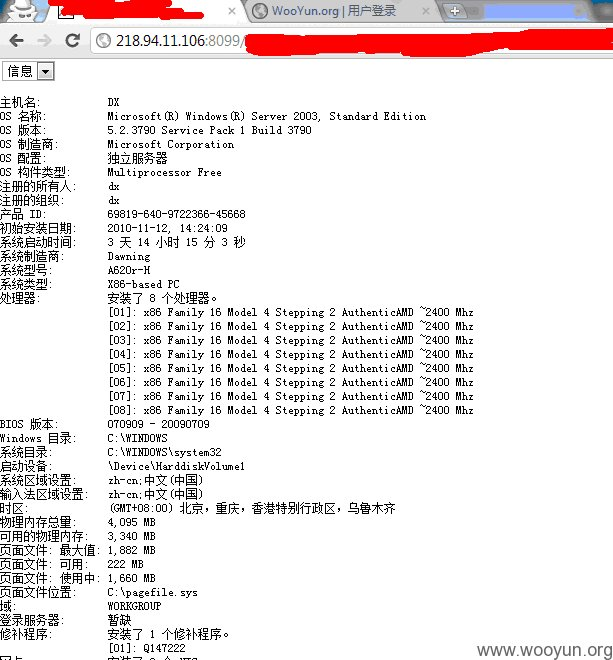 WooYun.org | 用户登录
218.94.11.106:8099/
信息
主机名: DX
OS 名称: Microsoft(R) Windows(R) Server 2003, Standard Edition
OS 版本: 5.2.3790 Service Pack 1 Build 3790
OS 制造商: Microsoft Corporation
OS 配置: 独立服务器
OS 构件类型: Multiprocessor Free
注册的所有人: dx
注册的组织: dx
产品 ID: 69819-640-9722366-45668
初始安装日期: 2010-11-12, 14:24:09
系统启动时间: 3 天 14 小时 15 分 3 秒
系统制造商: Dawning
系统型号: A620r-H
系统类型: X86-based PC
处理器: 安装了 8 个处理器。
[01]: x86 Family 16 Model 4 Stepping 2 AuthenticAMD ~2400 Mhz
[02]: x86 Family 16 Model 4 Stepping 2 AuthenticAMD ~2400 Mhz
[03]: x86 Family 16 Model 4 Stepping 2 AuthenticAMD ~2400 Mhz
[04]: x86 Family 16 Model 4 Stepping 2 AuthenticAMD ~2400 Mhz
[05]: x86 Family 16 Model 4 Stepping 2 AuthenticAMD ~2400 Mhz
[06]: x86 Family 16 Model 4 Stepping 2 AuthenticAMD ~2400 Mhz
[07]: x86 Family 16 Model 4 Stepping 2 AuthenticAMD ~2400 Mhz
[08]: x86 Family 16 Model 4 Stepping 2 AuthenticAMD ~2400 Mhz
BIOS 版本: 070909 - 20090709
Windows 目录: C:\WINDOWS
系统目录: C:\WINDOWS\system32
启动设备: \Device\HarddiskVolume1
系统区域设置: zh-cn;中文(中国)
输入法区域设置: zh-cn;中文(中国)
时区: (GMT+08:00) 北京，重庆，香港特别行政区，乌鲁木齐
物理内存总量: 4,095 MB
可用的物理内存: 3,340 MB
页面文件: 最大值: 1,882 MB
页面文件: 可用: 222 MB
页面文件: 使用中: 1,660 MB
页面文件位置: C:\pagefile.sys
域: WORKGROUP
登录服务器: 暂缺
修补程序: 安装了 1 个修补程序。
[01]: Q147222
www.wooyun.org